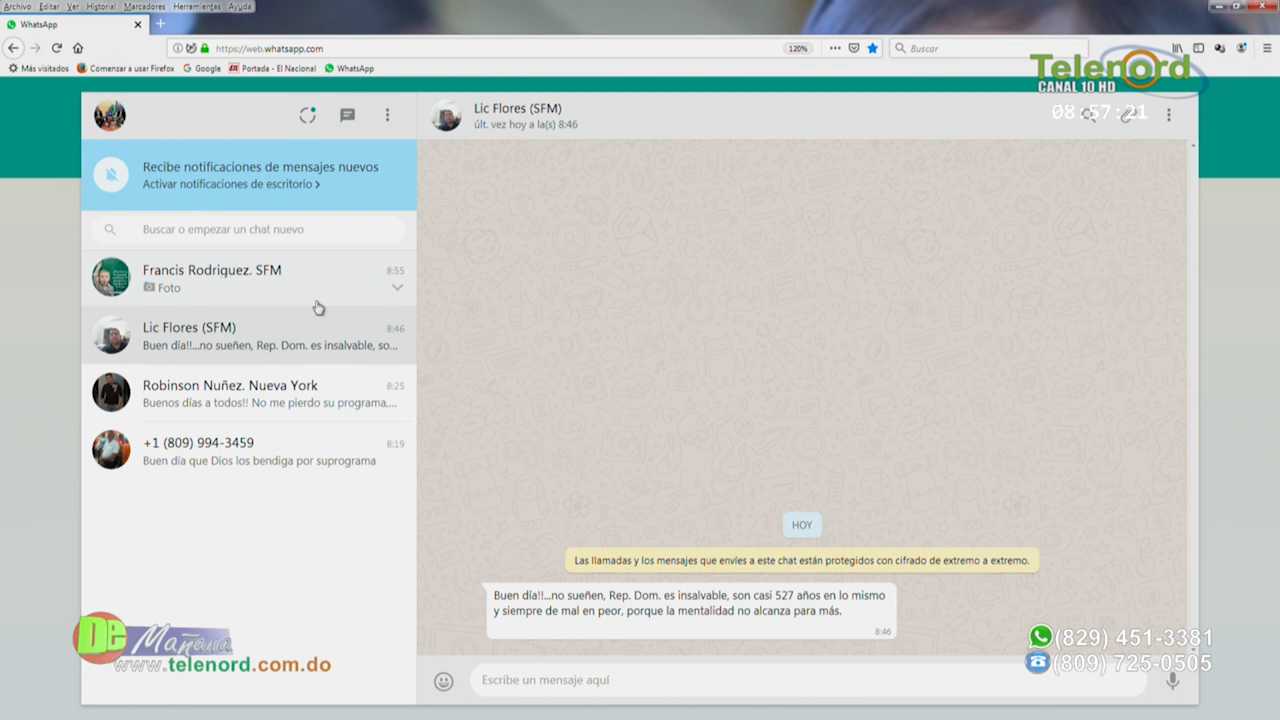 Archivo Editar Ver Historial Marcadores Herramientas Ayuda
WhatsApp
https://web.whatsapp.com
120%
Buscar
Más visitados
Comenzar a usar Firefox
Google
Portada - El Nacional
WhatsApp
Telenord
CANAL 10 HD
08:57:21
Lic Flores (SFM)
últ. vez hoy a la(s) 8:46
Recibe notificaciones de mensajes nuevos
Activar notificaciones de escritorio >
Buscar o empezar un chat nuevo
Francis Rodriguez. SFM
8:55
Foto
Lic Flores (SFM)
8:46
Buen día!!...no sueñen, Rep. Dom. es insalvable, so...
Robinson Nuñez. Nueva York
8:25
Buenos días a todos!! No me pierdo su programa,...
+1 (809) 994-3459
8:19
Buen día que Dios los bendiga por suprograma
HOY
Las llamadas y los mensajes que envíes a este chat están protegidos con cifrado de extremo a extremo.
Buen día!!...no sueñen, Rep. Dom. es insalvable, son casi 527 años en lo mismo
y siempre de mal en peor, porque la mentalidad no alcanza para más.
8:46
De Mañana
www.telenord.com.do
(829) 451-3381
(809) 725-0505
Escribe un mensaje aquí